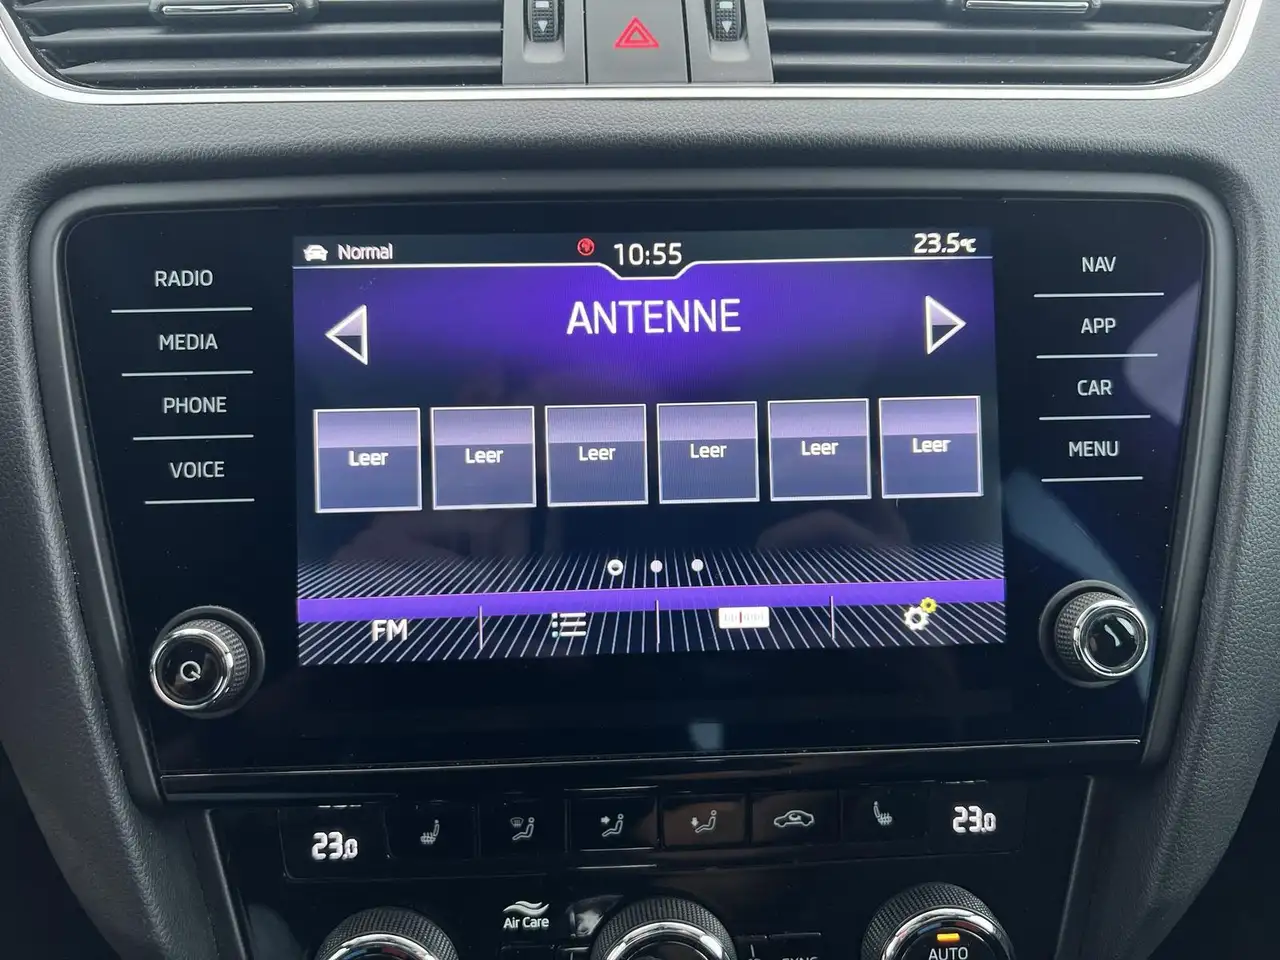 Normal
10:55
23.5°C
RADIO
MEDIA
PHONE
VOICE
ANTENNE
NAV
APP
CAR
MENU
Leer Leer Leer Leer Leer Leer
FM
23.0
23.0
Air Care
AUTO